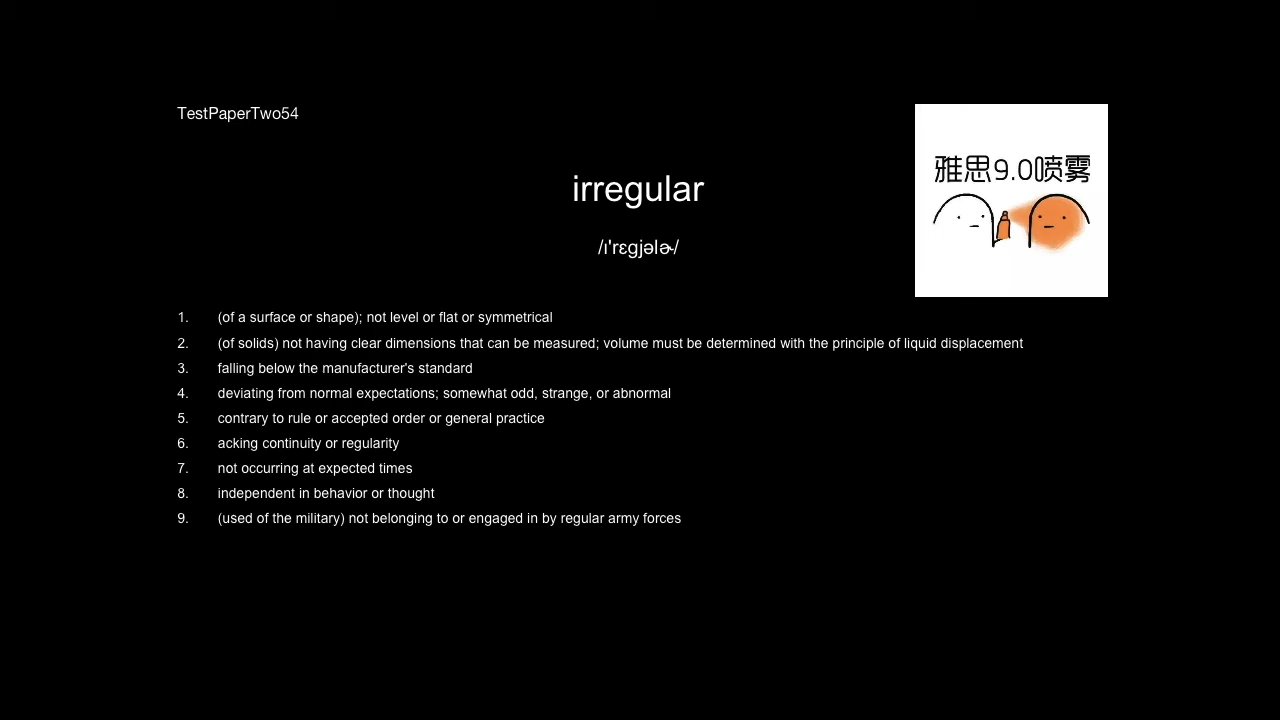 TestPaperTwo54
雅思9.0喷雾
irregular
/ɪ'rɛgjələ˞/
1. (of a surface or shape); not level or flat or symmetrical
2. (of solids) not having clear dimensions that can be measured; volume must be determined with the principle of liquid displacement
3. falling below the manufacturer's standard
4. deviating from normal expectations; somewhat odd, strange, or abnormal
5. contrary to rule or accepted order or general practice
6. acking continuity or regularity
7. not occurring at expected times
8. independent in behavior or thought
9. (used of the military) not belonging to or engaged in by regular army forces